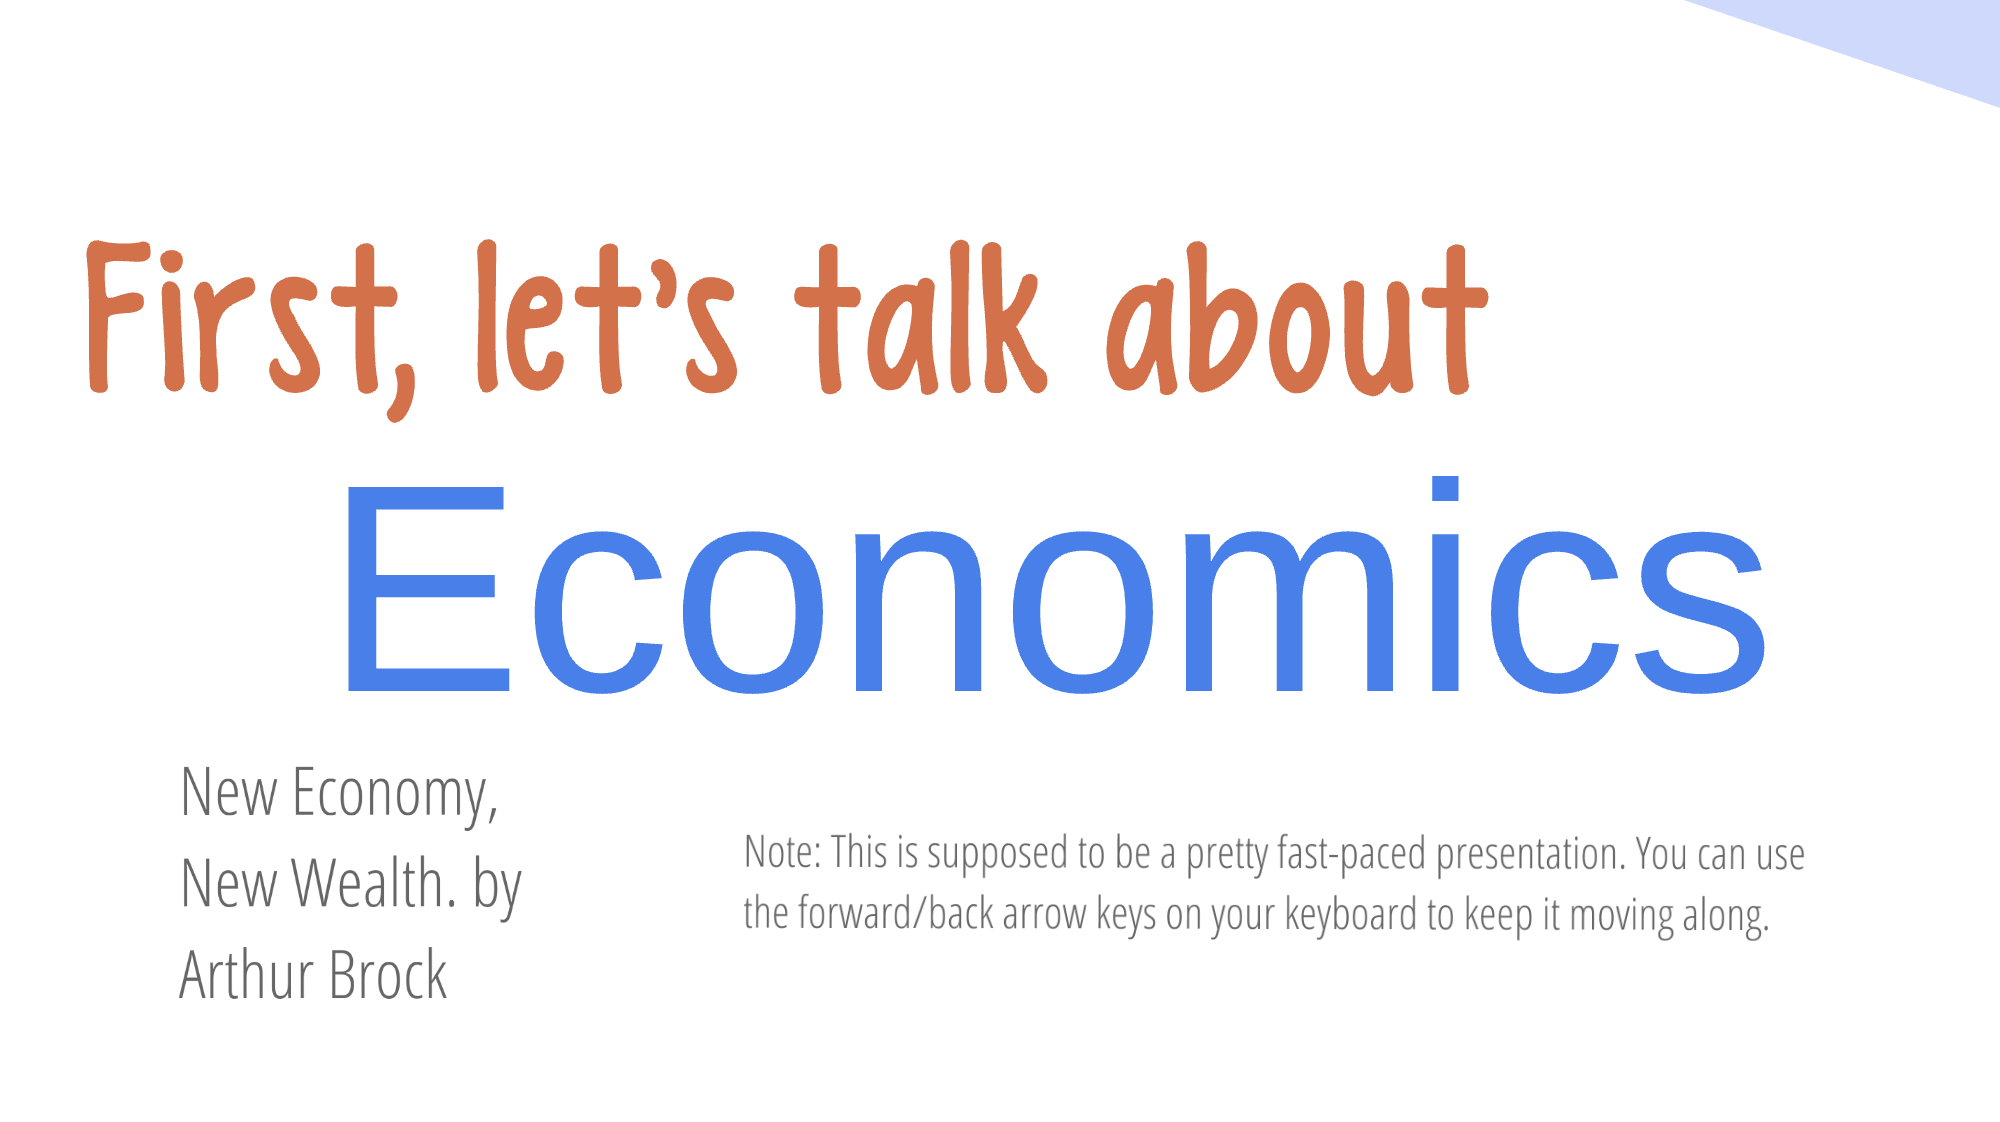 First, let’s talk about
Economics
New Economy,
New Wealth. by
Arthur Brock
Note: This is supposed to be a pretty fast-paced presentation. You can use
the forward/back arrow keys on your keyboard to keep it moving along.